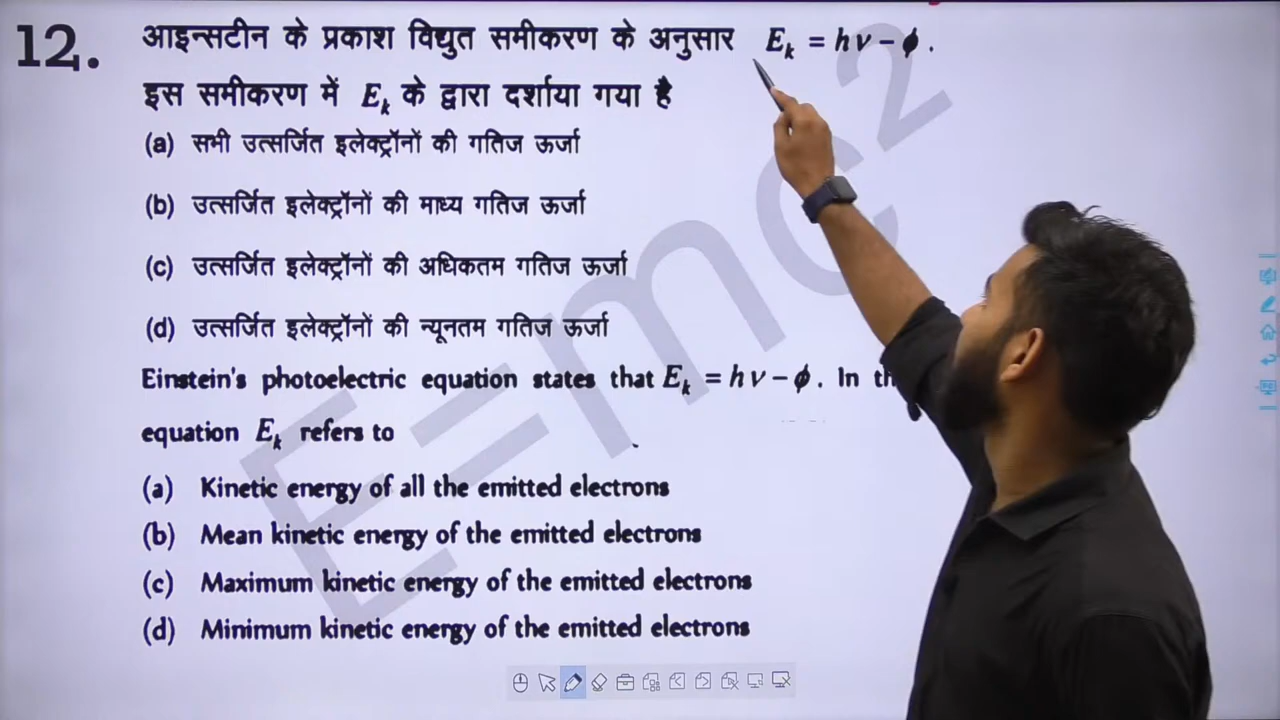 12. आइन्सटीन के प्रकाश विद्युत समीकरण के अनुसार E_k = hν − ϕ.
इस समीकरण में E_k के द्वारा दर्शाया गया है
(a) सभी उत्सर्जित इलेक्ट्रॉनों की गतिज ऊर्जा
(b) उत्सर्जित इलेक्ट्रॉनों की माध्य गतिज ऊर्जा
(c) उत्सर्जित इलेक्ट्रॉनों की अधिकतम गतिज ऊर्जा
(d) उत्सर्जित इलेक्ट्रॉनों की न्यूनतम गतिज ऊर्जा
Einstein's photoelectric equation states that E_k = hν − ϕ. In
equation E_k refers to
(a) Kinetic energy of all the emitted electrons
(b) Mean kinetic energy of the emitted electrons
(c) Maximum kinetic energy of the emitted electrons
(d) Minimum kinetic energy of the emitted electrons
E=mc²